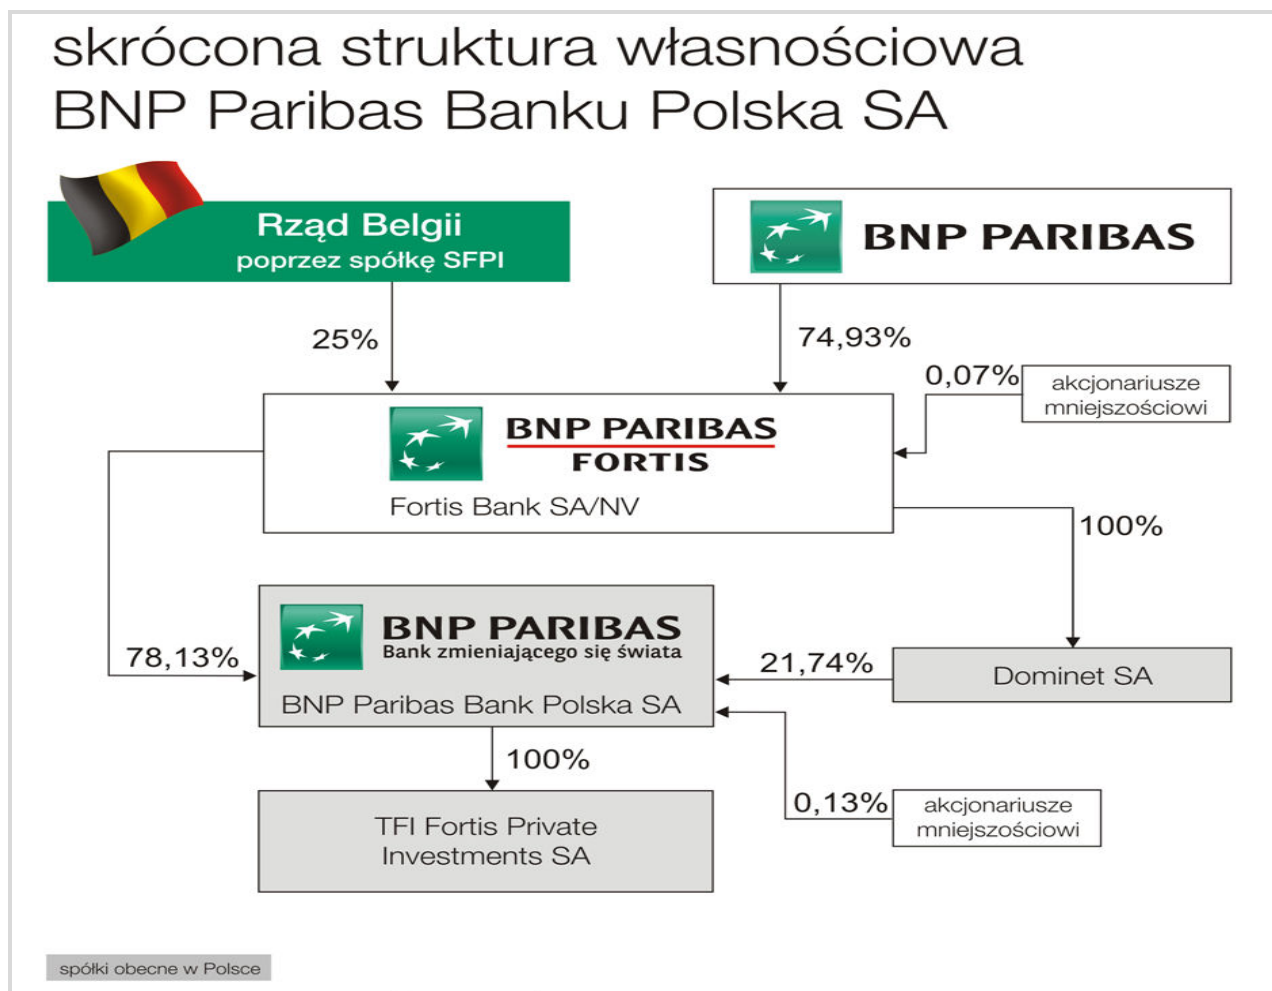 skrócona struktura własnościowa
BNP Paribas Banku Polska SA
Rząd Belgii
poprzez spółkę SFPI
BNP PARIBAS
25%
74,93%
0,07%
akcjonariusze
mniejszościowi
BNP PARIBAS
FORTIS
Fortis Bank SA/NV
100%
BNP PARIBAS
Bank zmieniającego się świata
BNP Paribas Bank Polska SA
78,13%
21,74%
Dominet SA
100%
0,13%
akcjonariusze
mniejszościowi
TFI Fortis Private
Investments SA
spółki obecne w Polsce